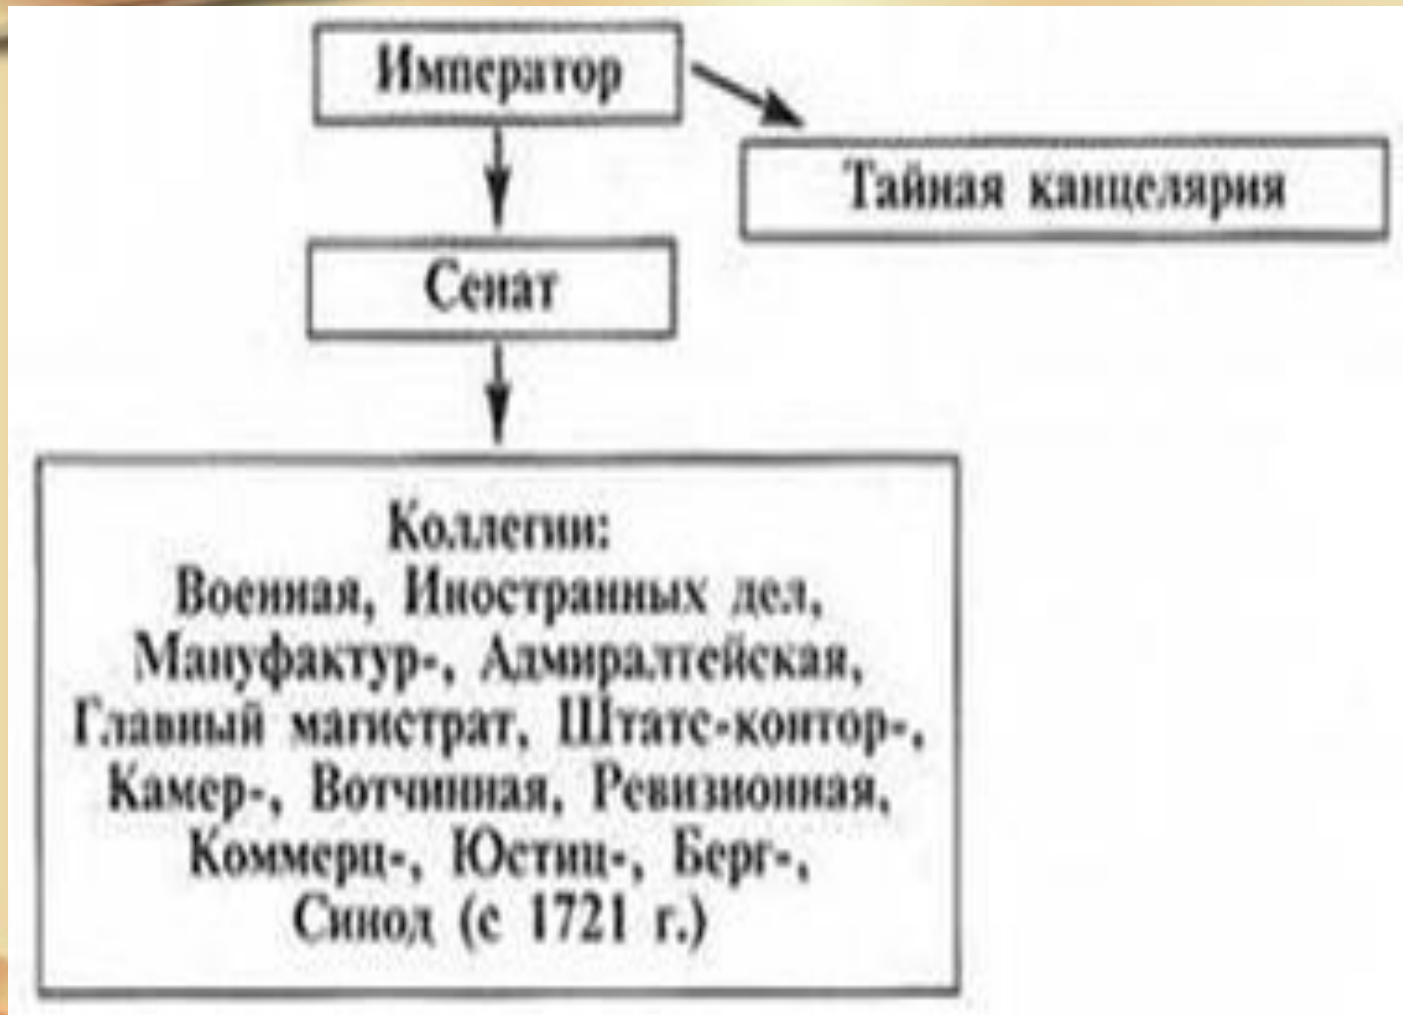 Император
Тайная канцелярия
Сенат
Коллегии:
Военная, Иностранных дел,
Мануфактур-, Адмиралтейская,
Главный магистрат, Штатс-контор-,
Камер-, Вотчинная, Ревизионная,
Коммерц-, Юстиц-, Берг-,
Синод (с 1721 г.)